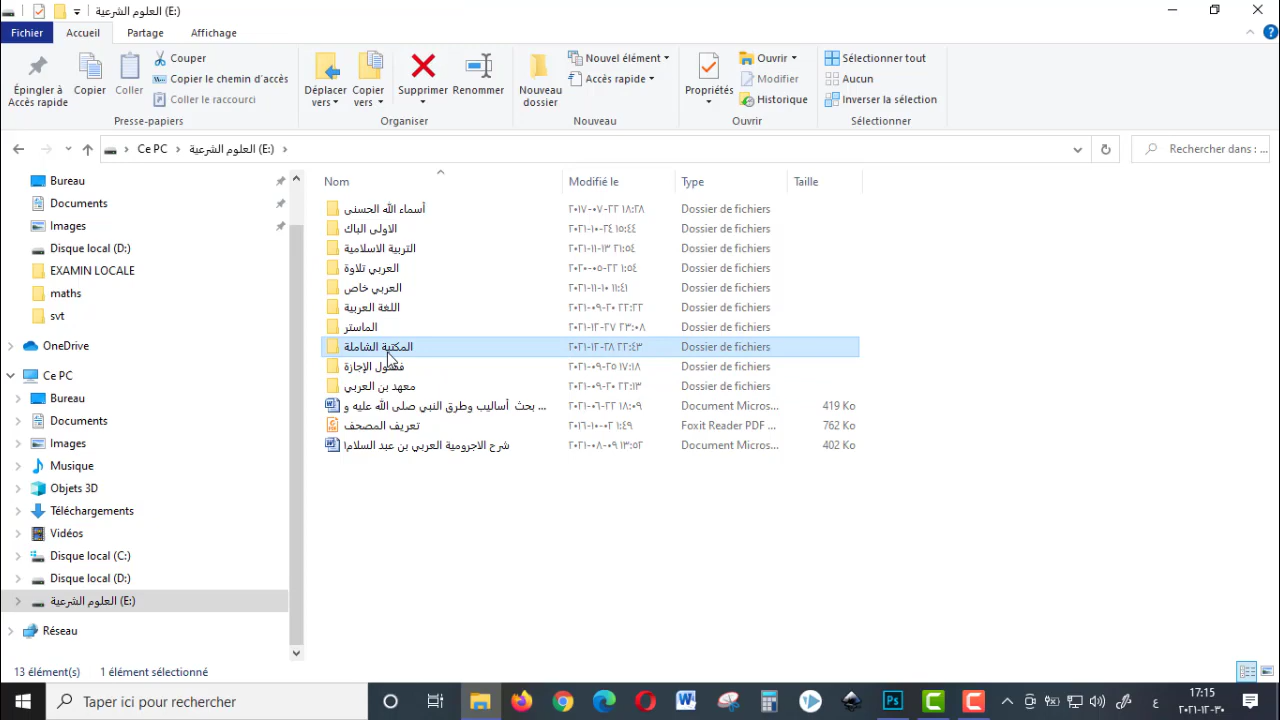 العلوم الشرعية (E:)
Fichier Accueil Partage Affichage
Épingler à Accès rapide
Copier
Coller
Couper
Copier le chemin d'accès
Coller le raccourci
Presse-papiers
Déplacer vers
Copier vers
Supprimer
Renommer
Organiser
Nouveau dossier
Nouvel élément
Accès rapide
Nouveau
Propriétés
Ouvrir
Modifier
Historique
Ouvrir
Sélectionner tout
Aucun
Inverser la sélection
Sélectionner
Ce PC العلوم الشرعية (E:)
Rechercher dans : ...
Bureau
Documents
Images
Disque local (D:)
EXAMIN LOCALE
maths
svt
OneDrive
Ce PC
Bureau
Documents
Images
Musique
Objets 3D
Téléchargements
Vidéos
Disque local (C:)
Disque local (D:)
العلوم الشرعية (E:)
Réseau
Nom Modifié le Type Taille
أسماء الله الحسنى ٢٠١٧-٠٧-٢٢ ١٨:٢٨ Dossier de fichiers
الاولى الباك ٢٠٢١-١٠-٢٤ ١٥:٤٤ Dossier de fichiers
التربية الاسلامية ٢٠٢١-١١-١٣ ٢١:٥٤ Dossier de fichiers
العربي تلاوة ٢٠٢٠-٠٥-٢٢ ١:٥٤ Dossier de fichiers
العربي خاص ٢٠٢١-١١-١٠ ١١:٤١ Dossier de fichiers
اللغة العربية ٢٠٢١-٠٩-٢٠ ٢٢:٢٢ Dossier de fichiers
الماستر ٢٠٢١-١٢-٢٧ ٢٣:٠٨ Dossier de fichiers
المكتبة الشاملة ٢٠٢١-١٢-٢٨ ٢٢:٤٣ Dossier de fichiers
الإجازة ٢٠٢١-٠٩-٢٥ ١٧:١٨ Dossier de fichiers
معهد بن العربي ٢٠٢١-٠٩-٢٠ ٢٢:١٣ Dossier de fichiers
بحث أساليب وطرق النبي صلى الله عليه و ... ٢٠٢١-٠٦-٢٢ ١٨:٠٩ Document Micros... 419 Ko
تعريف المصحف ٢٠١٦-١٠-٠٢ ١:٤٩ Foxit Reader PDF ... 762 Ko
شرح الاجرومية العربي بن عبد السلام١ ٢٠٢١-٠٨-٠٩ ١٣:٥٢ Document Micros... 402 Ko
13 élément(s) 1 élément sélectionné
Taper ici pour rechercher
ع
17:15
٢٠٢١-١٢-٣٠